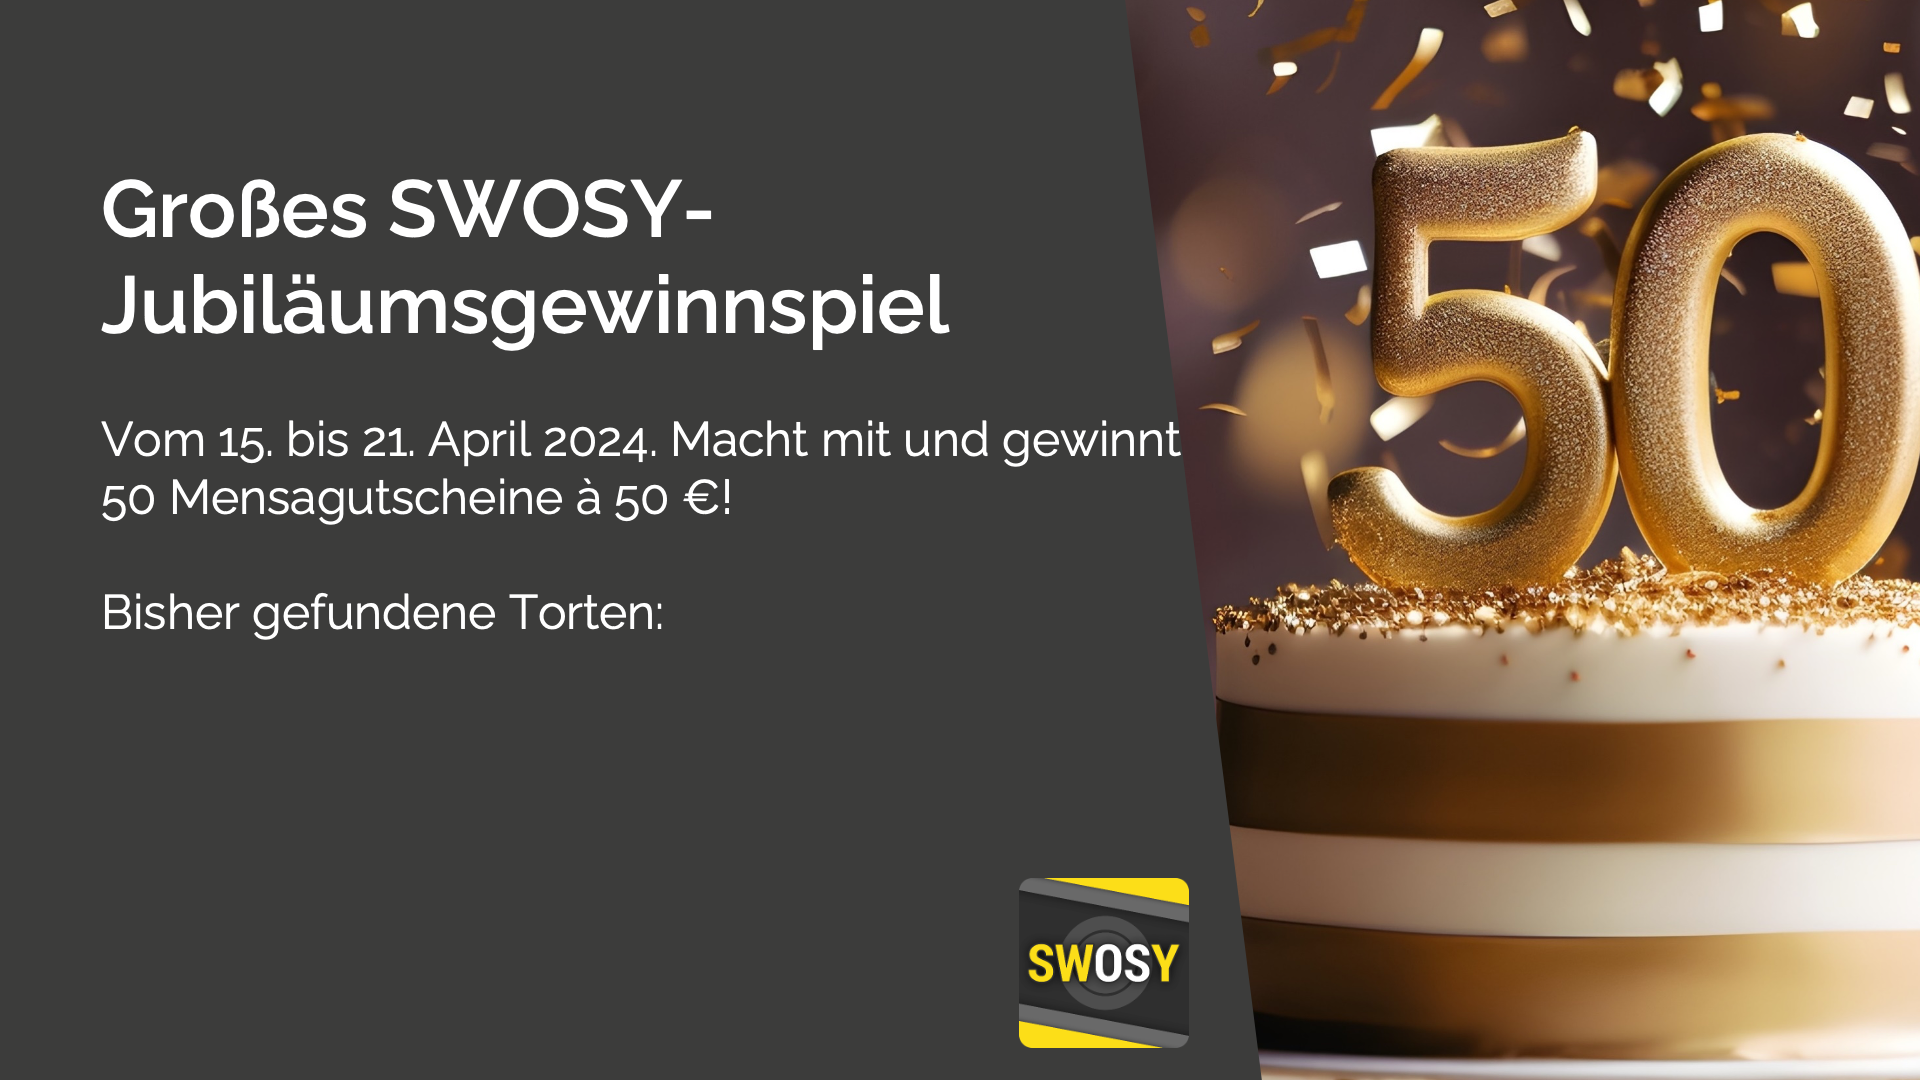 Großes SWOSY-
Jubiläumsgewinnspiel
Vom 15. bis 21. April 2024. Macht mit und gewinnt
50 Mensagutscheine à 50 €!
Bisher gefundene Torten:
50
SWOSY